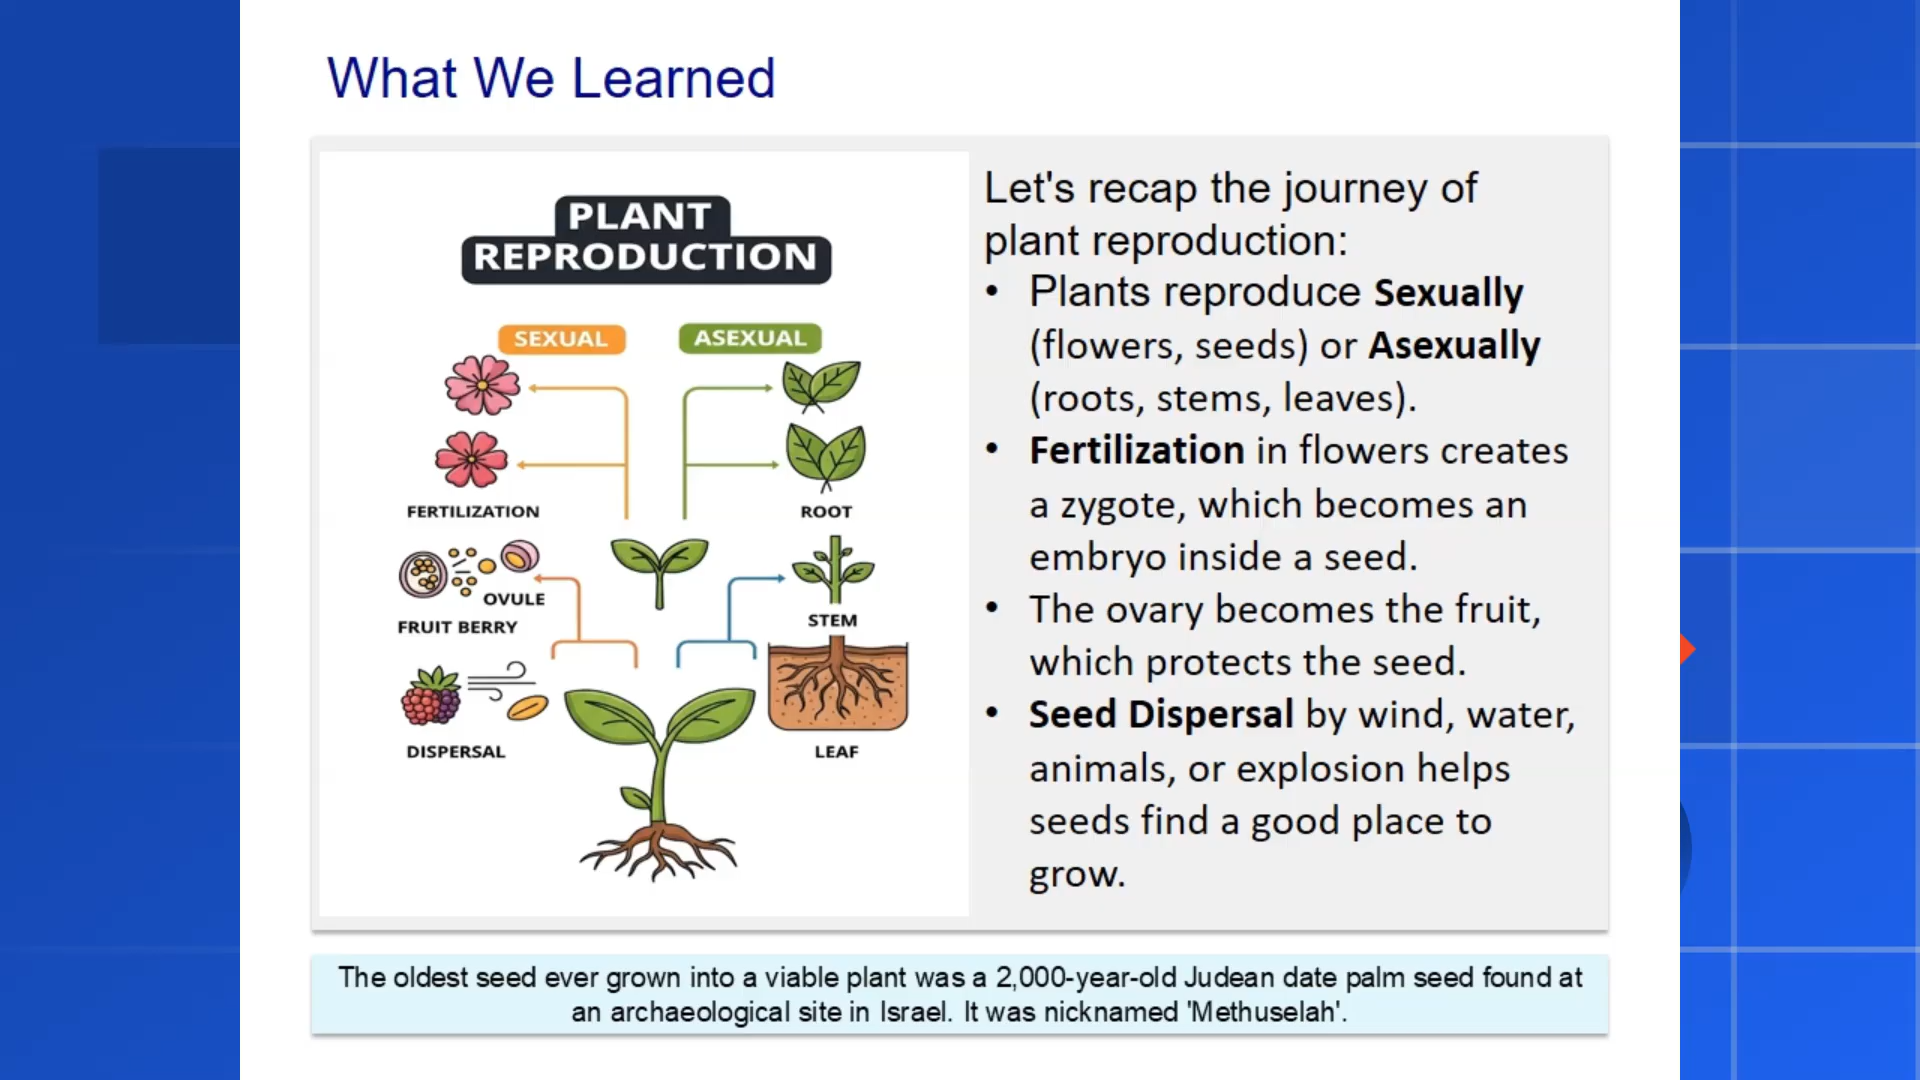 What We Learned
PLANT
REPRODUCTION
SEXUAL
ASEXUAL
FERTILIZATION
ROOT
OVULE
FRUIT BERRY
STEM
DISPERSAL
LEAF
Let's recap the journey of
plant reproduction:
• Plants reproduce Sexually
(flowers, seeds) or Asexually
(roots, stems, leaves).
• Fertilization in flowers creates
a zygote, which becomes an
embryo inside a seed.
• The ovary becomes the fruit,
which protects the seed.
• Seed Dispersal by wind, water,
animals, or explosion helps
seeds find a good place to
grow.
The oldest seed ever grown into a viable plant was a 2,000-year-old Judean date palm seed found at
an archaeological site in Israel. It was nicknamed 'Methuselah'.